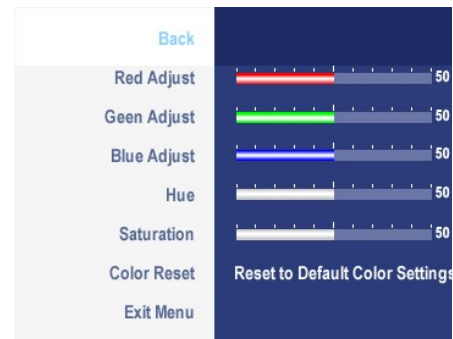 Back
Red Adjust 50
Geen Adjust 50
Blue Adjust 50
Hue 50
Saturation 50
Color Reset Reset to Default Color Settings
Exit Menu